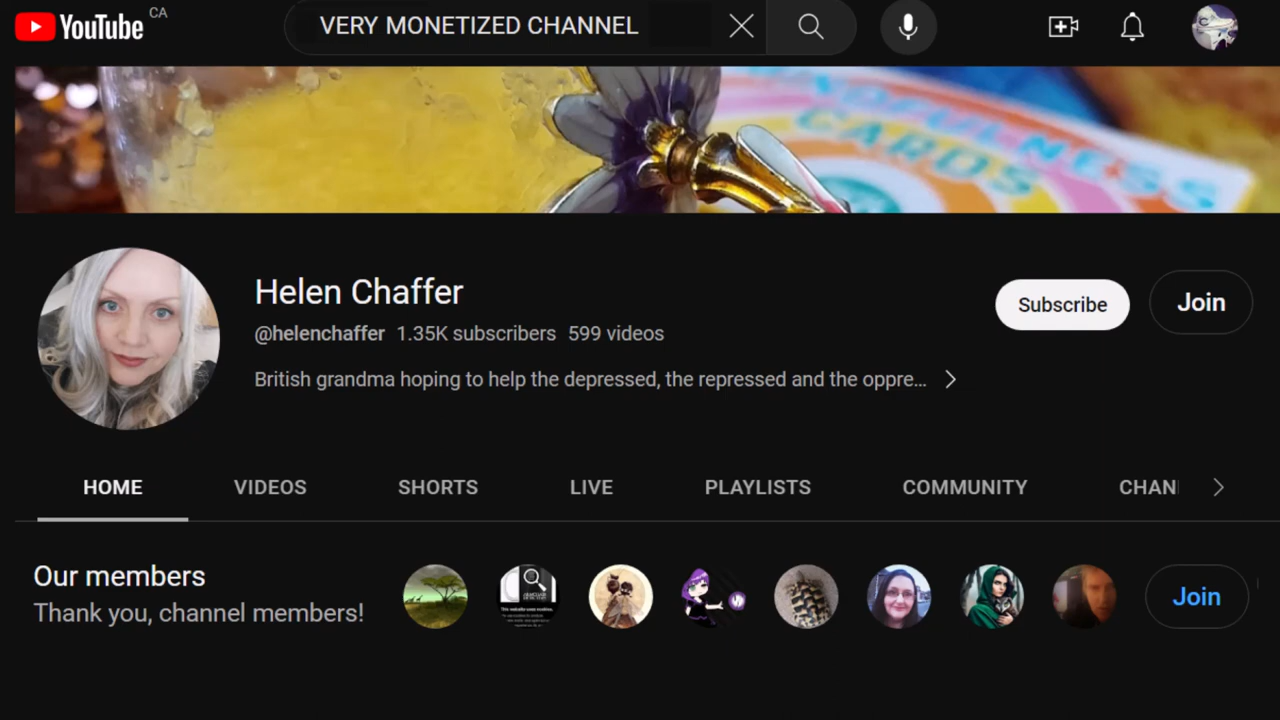 YouTube CA
VERY MONETIZED CHANNEL
CARDS
Helen Chaffer
Subscribe
Join
@helenchaffer 1.35K subscribers 599 videos
British grandma hoping to help the depressed, the repressed and the oppre...
HOME VIDEOS SHORTS LIVE PLAYLISTS COMMUNITY CHAN
Our members
Thank you, channel members!
Join